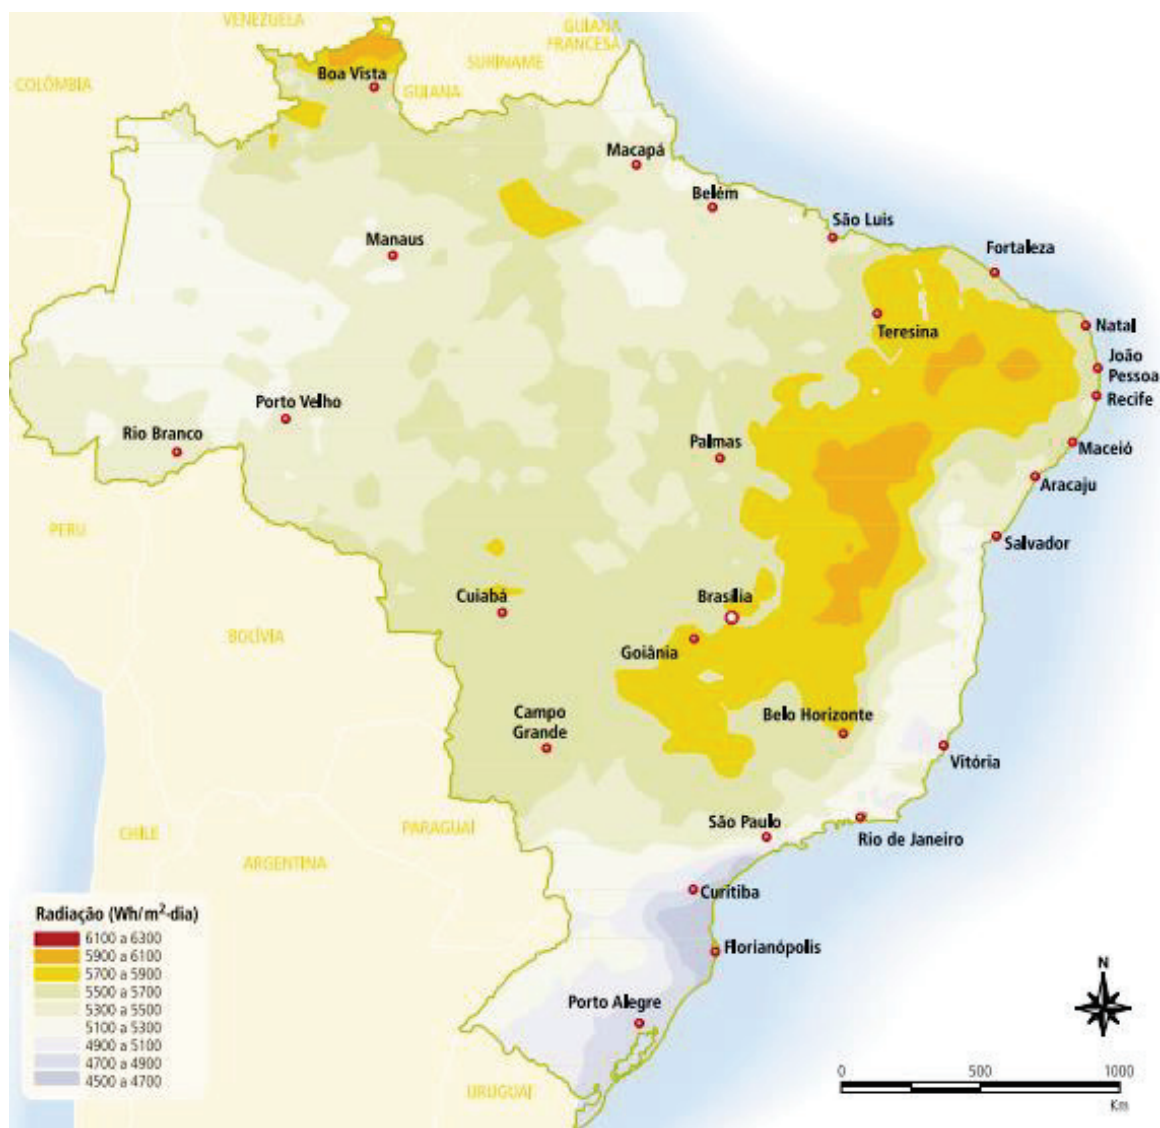 VENEZUELA
GUIANA
FRANCESA
SURINAME
COLÔMBIA
Boa Vista
GUIANA
Macapá
Belém
São Luis
Manaus
Fortaleza
Teresina
Natal
João
Pessoa
Recife
Porto Velho
Rio Branco
Palmas
Maceió
Aracaju
PERU
Salvador
Cuiabá
Brasília
BOLÍVIA
Goiânia
Campo
Grande
Belo Horizonte
Vitória
CHILE
PARAGUAI
São Paulo
Rio de Janeiro
ARGENTINA
Curitiba
Radiação (Wh/m²·dia)
6100 a 6300
5900 a 6100
5700 a 5900
5500 a 5700
5300 a 5500
5100 a 5300
4900 a 5100
4700 a 4900
4500 a 4700
Florianópolis
N
Porto Alegre
0 500 1000
Km
URUGUAI